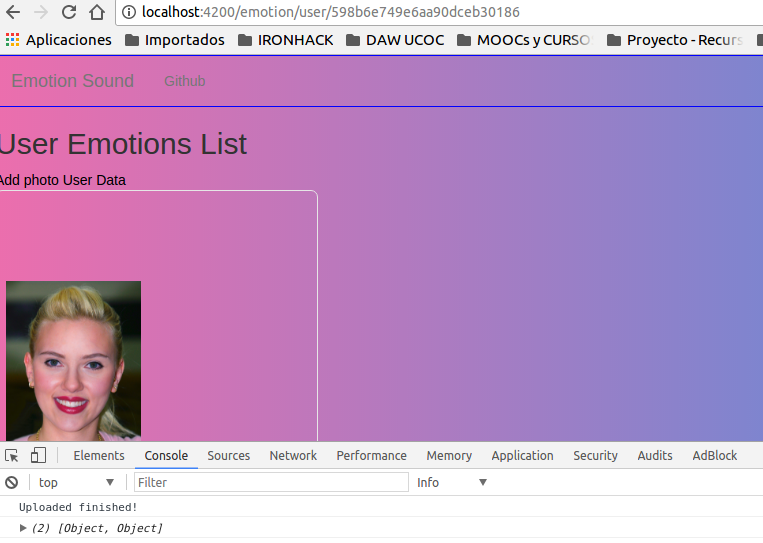 localhost:4200/emotion/user/598b6e749e6aa90dceb30186
Aplicaciones Importados IRONHACK DAW UCOC MOOCs y CURSO Proyecto - Recurs
Emotion Sound Github
User Emotions List
Add photo User Data
Elements Console Sources Network Performance Memory Application Security Audits AdBlock
top Filter Info
Uploaded finished!
(2) [Object, Object]